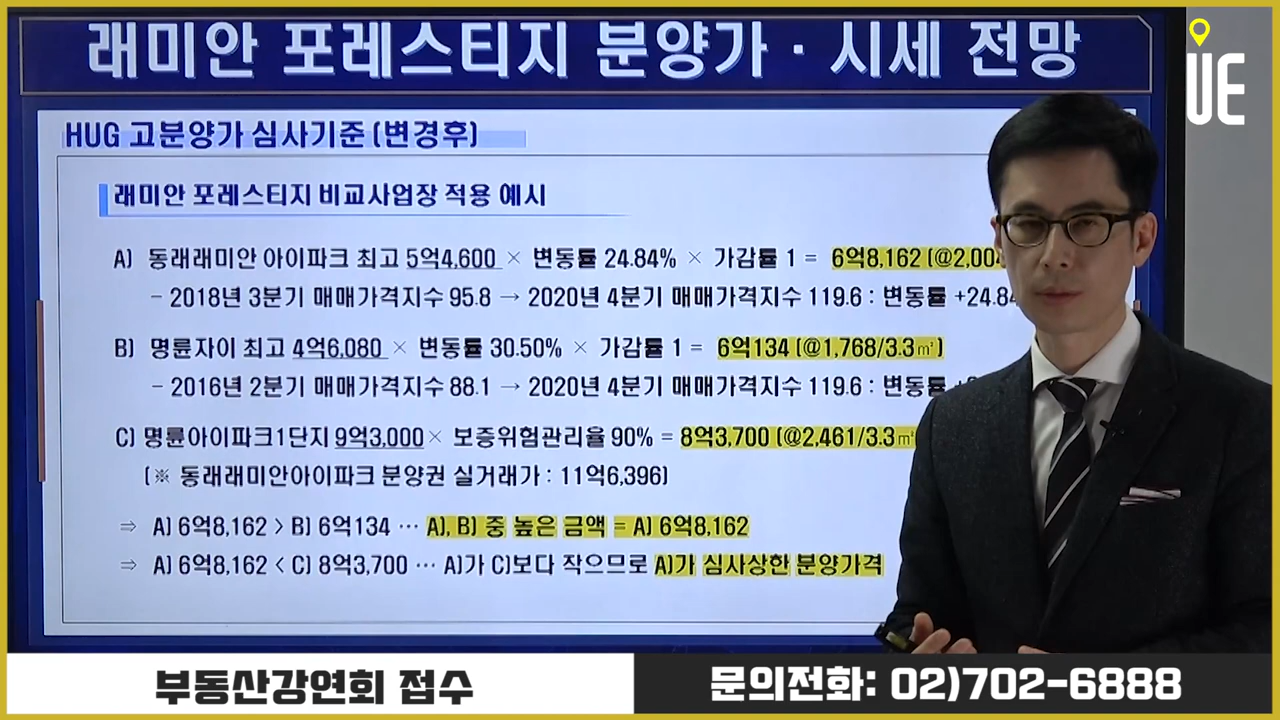 래미안 포레스티지 분양가 · 시세 전망
UE
HUG 고분양가 심사기준 (변경후)
래미안 포레스티지 비교사업장 적용 예시
A) 동래래미안 아이파크 최고 5억4,600 × 변동률 24.84% × 가감률 1 = 6억8,162 (@2,004
- 2018년 3분기 매매가격지수 95.8 → 2020년 4분기 매매가격지수 119.6 : 변동률 +24.84
B) 명륜자이 최고 4억6,080 × 변동률 30.50% × 가감률 1 = 6억134 (@1,768/3.3㎡)
- 2016년 2분기 매매가격지수 88.1 → 2020년 4분기 매매가격지수 119.6 : 변동률
C) 명륜아이파크1단지 9억3,000 × 보증위험관리율 90% = 8억3,700 (@2,461/3.3㎡
(※ 동래래미안아이파크 분양권 실거래가 : 11억6,396)
⇒ A) 6억8,162 > B) 6억134 ··· A), B) 중 높은 금액 = A) 6억8,162
⇒ A) 6억8,162 < C) 8억3,700 ··· A)가 C)보다 작으므로 A)가 심사상한 분양가격
부동산강연회 접수
문의전화: 02)702-6888